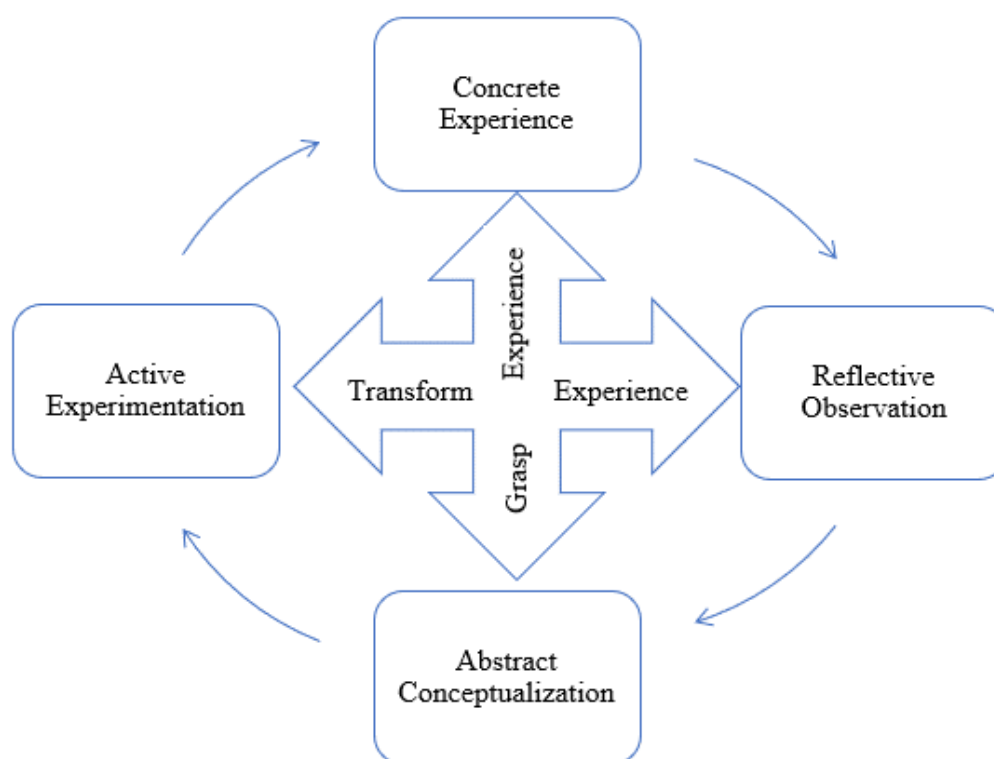 Concrete
Experience
Experience
Active
Experimentation
Transform
Experience
Reflective
Observation
Grasp
Abstract
Conceptualization